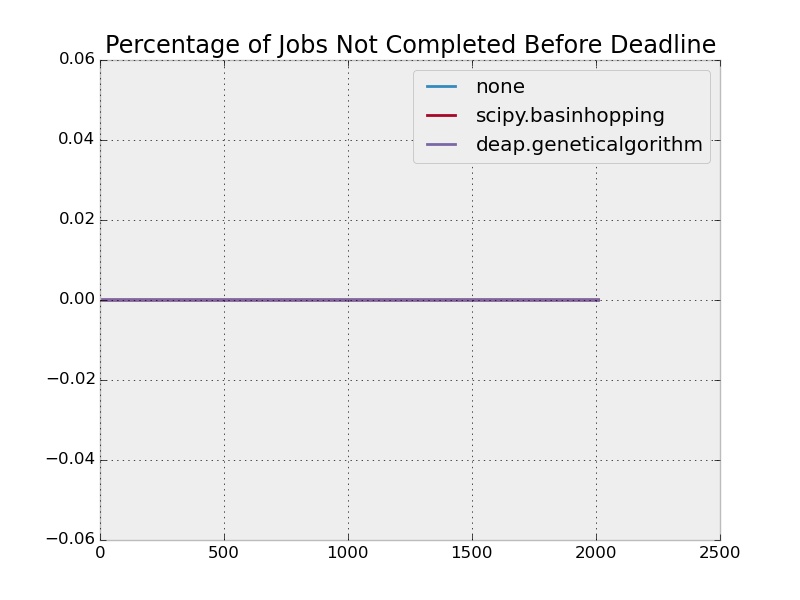 Percentage of Jobs Not Completed Before Deadline
0.06
none
scipy.basinhopping
deap.geneticalgorithm
0.04
0.02
0.00
−0.02
−0.04
−0.06
0 500 1000 1500 2000 2500